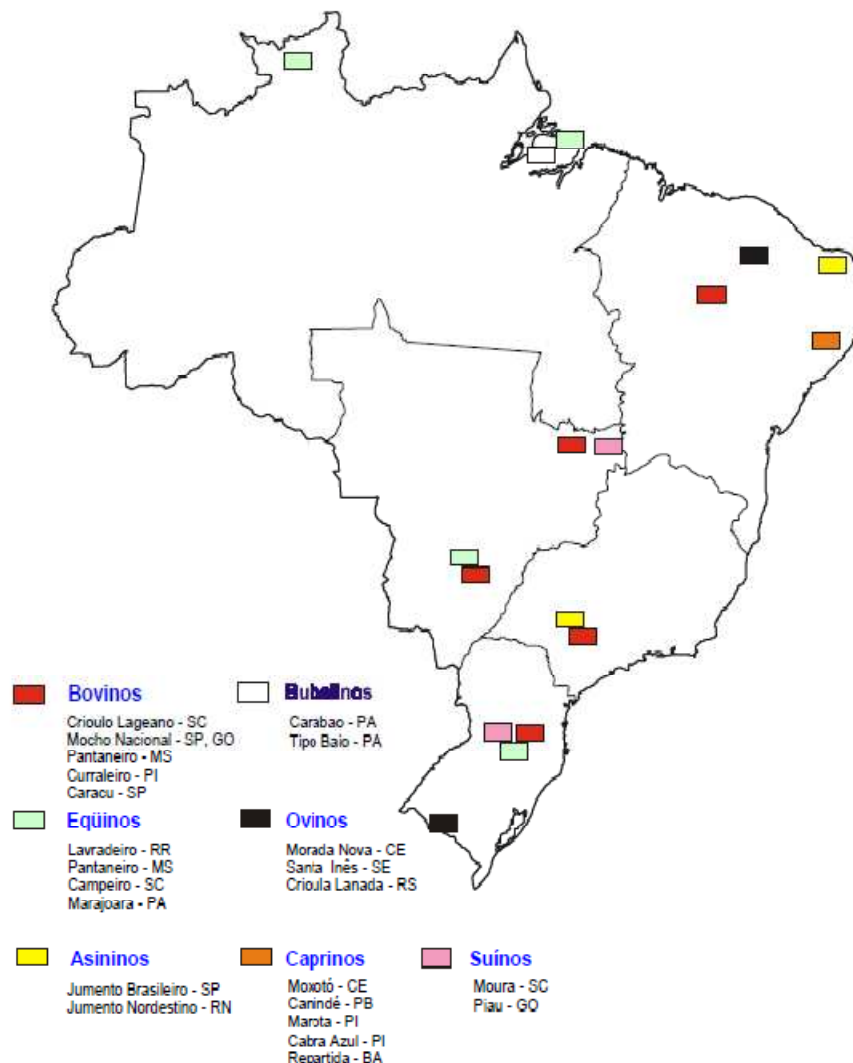 Bovinos
Crioulo Lageano - SC
Mocho Nacional - SP, GO
Pantaneiro - MS
Curraleiro - PI
Caracu - SP
Bubalinos
Carabao - PA
Tipo Baio - PA
Eqüinos
Lavradeiro - RR
Pantaneiro - MS
Campeiro - SC
Marajoara - PA
Ovinos
Morada Nova - CE
Santa Inês - SE
Crioula Lanada - RS
Asininos
Jumento Brasileiro - SP
Jumento Nordestino - RN
Caprinos
Moxotó - CE
Canindé - PB
Marota - PI
Cabra Azul - PI
Repartida - BA
Suínos
Moura - SC
Piau - GO